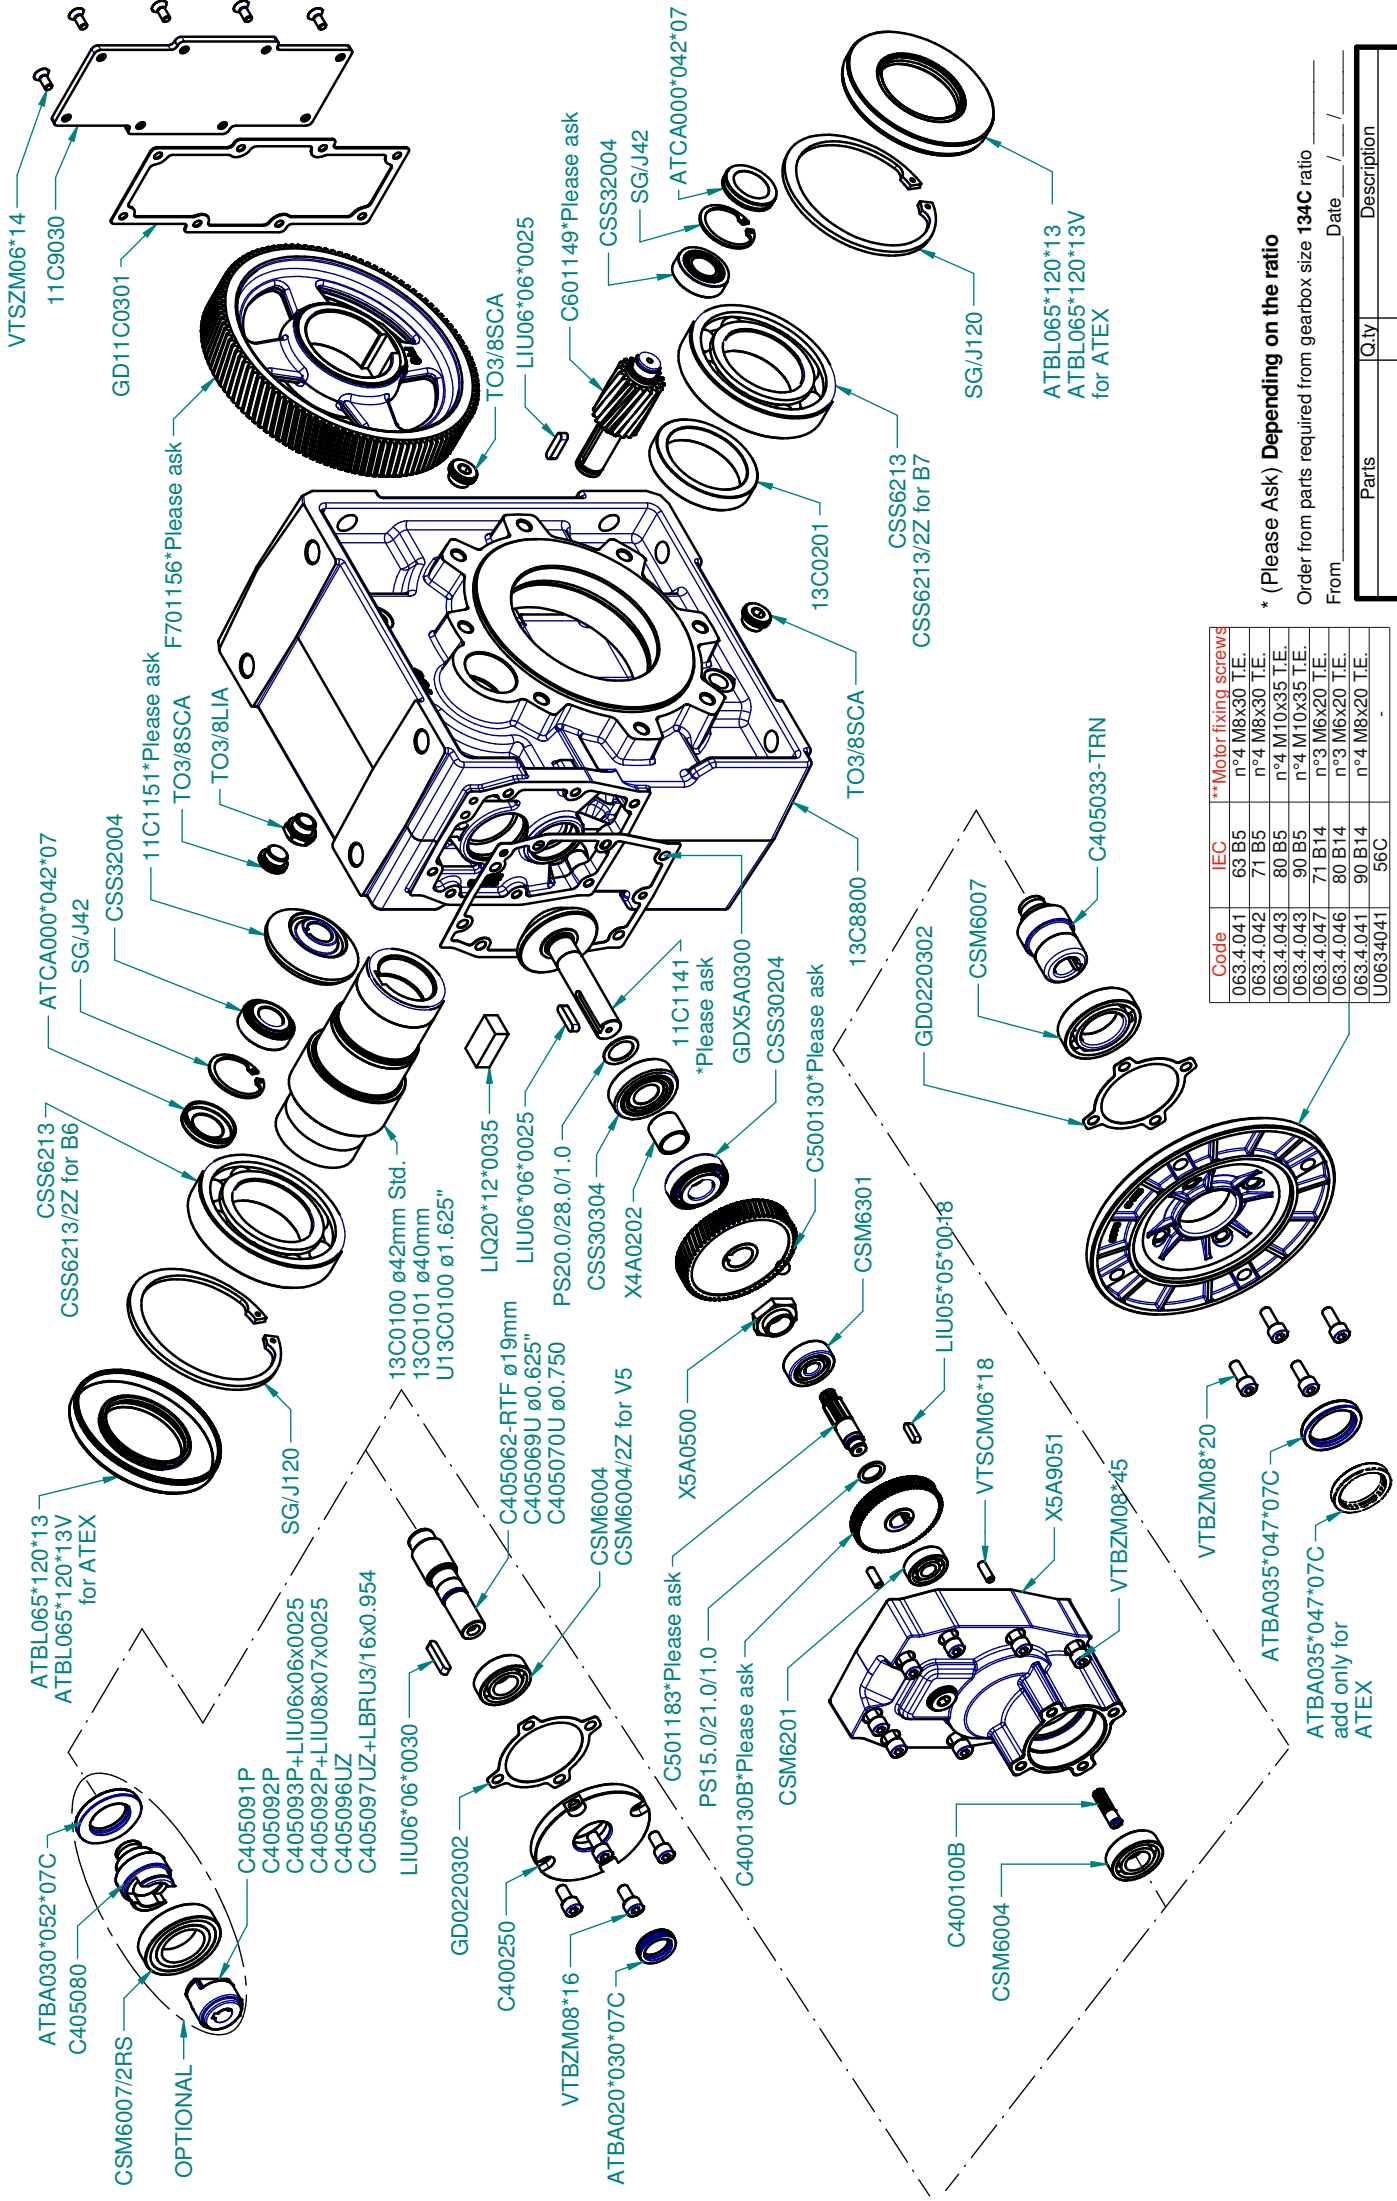 ATBA030*052*07C
C405080
CSM6007/2RS
OPTIONAL
C405091P
C405092P
C405093P+LIU06x06x0025
C405092P+LIU08x07x0025
C405096UZ
C405097UZ+LBRU3/16x0.954
LIU06*06*0030
GD0220302
C400250
VTBZM08*16
ATBA020*030*07C
ATBL065*120*13
ATBL065*120*13V
for ATEX
SG/J120
CSS6213
CSS6213/2Z for B6
ATCA000*042*07
SG/J42
CSS32004
11C1151*Please ask
TO3/8SCA
TO3/8LIA
F701156*Please ask
GD11C0301
11C9030
VTSZM06*14
13C0100 ø42mm Std.
13C0101 ø40mm
U13C0100 ø1.625"
C405062-RTF ø19mm
C405069U ø0.625"
C405070U ø0.750
CSM6004
CSM6004/2Z for V5
LIQ20*12*0035
LIU06*06*0025
PS20.0/28.0/1.0
CSS30304
X4A0202
X5A0500
C501183*Please ask
PS15.0/21.0/1.0
C400130B*Please ask
CSM6201
C400100B
CSM6004
11C1141
*Please ask
GDX5A0300
CSS30204
C500130*Please ask
CSM6301
LIU05*05*0018
VTSCM06*18
X5A9051
VTBZM08*45
13C8800
TO3/8SCA
TO3/8SCA
LIU06*06*0025
C601149*Please ask
CSS32004
SG/J42
ATCA000*042*07
13C0201
CSS6213
CSS6213/2Z for B7
SG/J120
ATBL065*120*13
ATBL065*120*13V
for ATEX
C405033-TRN
CSM6007
GD0220302
VTBZM08*20
ATBA035*047*07C
ATBA035*047*07C
add only for
ATEX
Code IEC **Motor fixing screws
063.4.041 63 B5 n°4 M8x30 T.E.
063.4.042 71 B5 n°4 M8x30 T.E.
063.4.043 80 B5 n°4 M10x35 T.E.
063.4.043 90 B5 n°4 M10x35 T.E.
063.4.047 71 B14 n°3 M6x20 T.E.
063.4.046 80 B14 n°3 M6x20 T.E.
063.4.041 90 B14 n°4 M8x20 T.E.
U0634041 56C -
* (Please Ask) Depending on the ratio
Order from parts required from gearbox size 134C ratio
From Date / /
Parts Q.ty Description